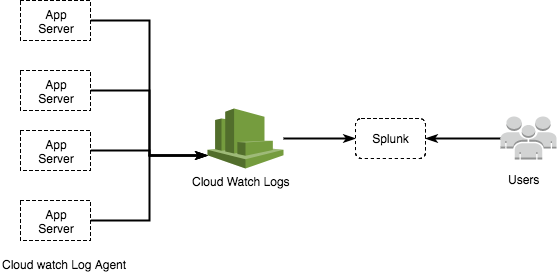 App
Server
App
Server
App
Server
App
Server
Cloud Watch Logs
Splunk
Users
Cloud watch Log Agent